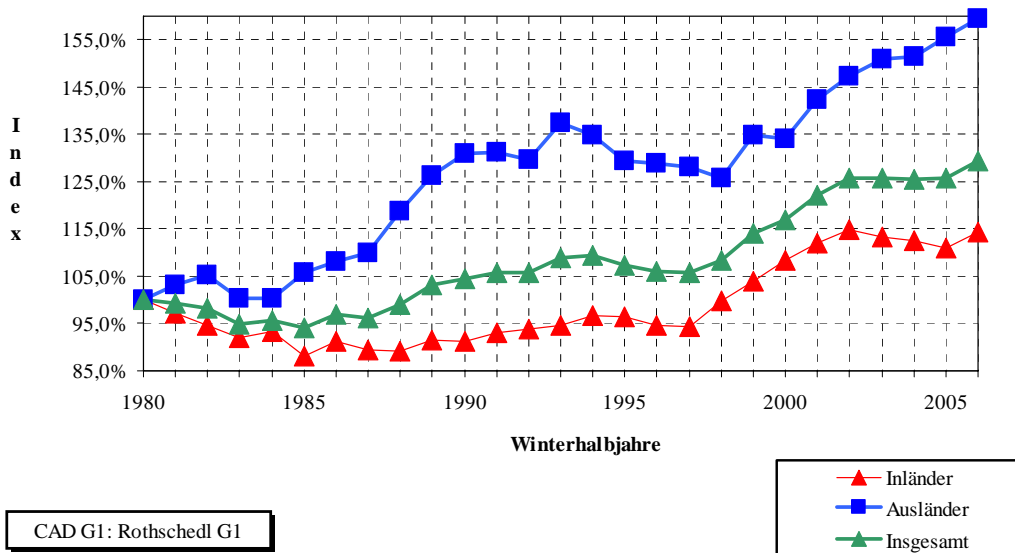 155,0%
145,0%
135,0%
125,0%
115,0%
105,0%
95,0%
85,0%
Index
1980 1985 1990 1995 2000 2005
Winterhalbjahre
Inländer
Ausländer
Insgesamt
CAD G1: Rothschedl G1